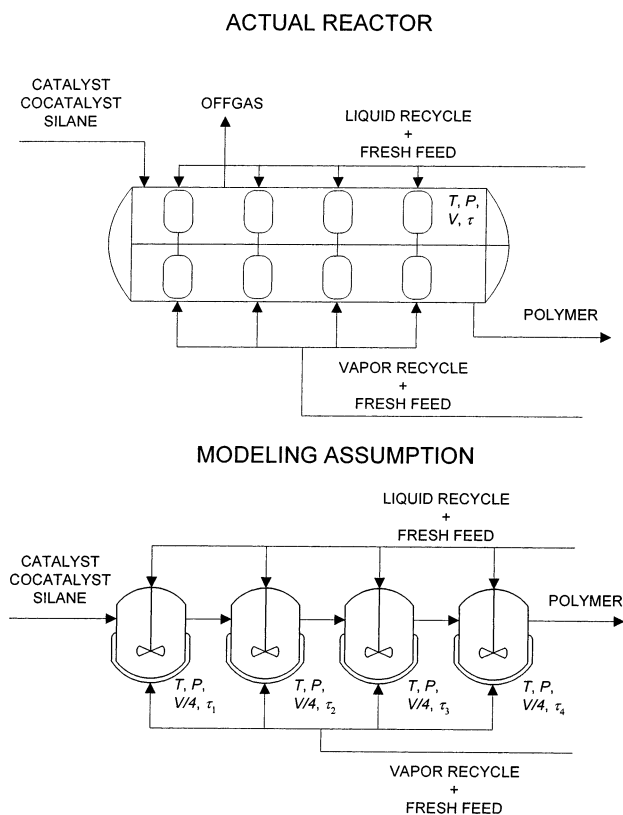 ACTUAL REACTOR
CATALYST
COCATALYST
SILANE
OFFGAS
LIQUID RECYCLE
+
FRESH FEED
T, P,
V, τ
POLYMER
VAPOR RECYCLE
+
FRESH FEED
MODELING ASSUMPTION
LIQUID RECYCLE
+
FRESH FEED
CATALYST
COCATALYST
SILANE
POLYMER
T, P,
V/4, τ₁
T, P,
V/4, τ₂
T, P,
V/4, τ₃
T, P,
V/4, τ₄
VAPOR RECYCLE
+
FRESH FEED